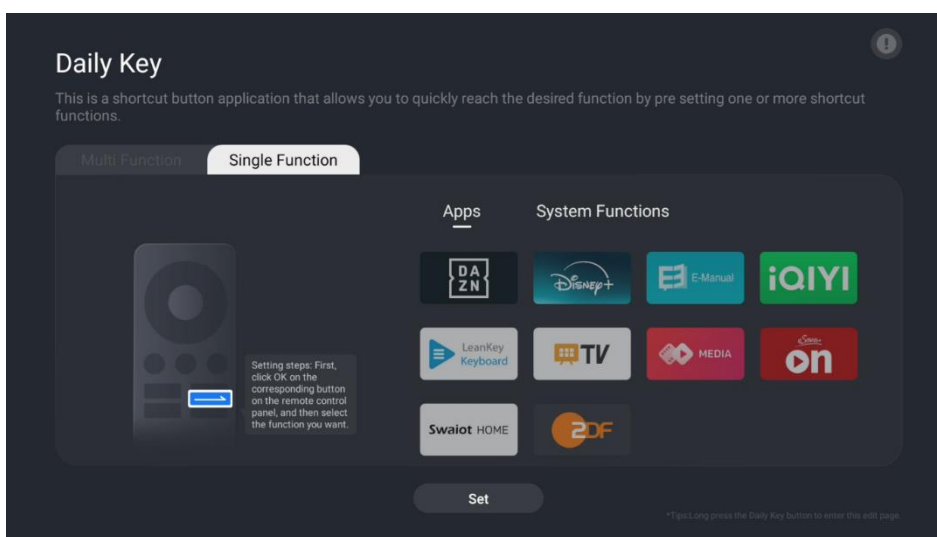 Daily Key
This is a shortcut button application that allows you to quickly reach the desired function by pre setting one or more shortcut
functions.
Multi Function Single Function
Apps System Functions
DA
ZN
Disney+
E-Manual
iQIYI
Setting steps: First,
click OK on the
corresponding button
on the remote control
panel, and then select
the function you want.
LeanKey
Keyboard
TV
MEDIA
on
Swaiot HOME
ZDF
Set
*Tips:Long press the Daily Key button to enter this edit page.